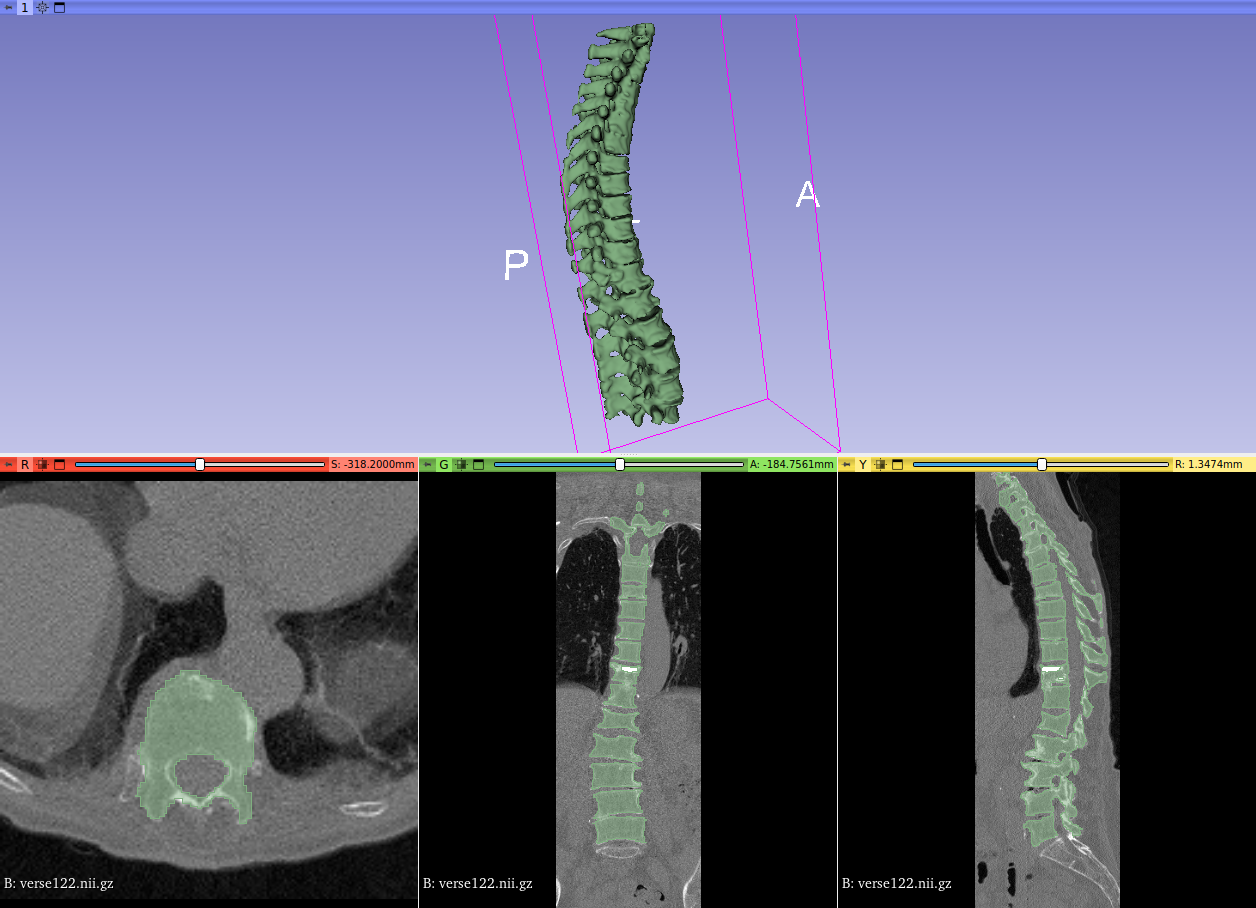 1
P
A
R
S: -318.2000mm
G
A: -184.7561mm
Y
R: 1.3474mm
B: verse122.nii.gz
B: verse122.nii.gz
B: verse122.nii.gz